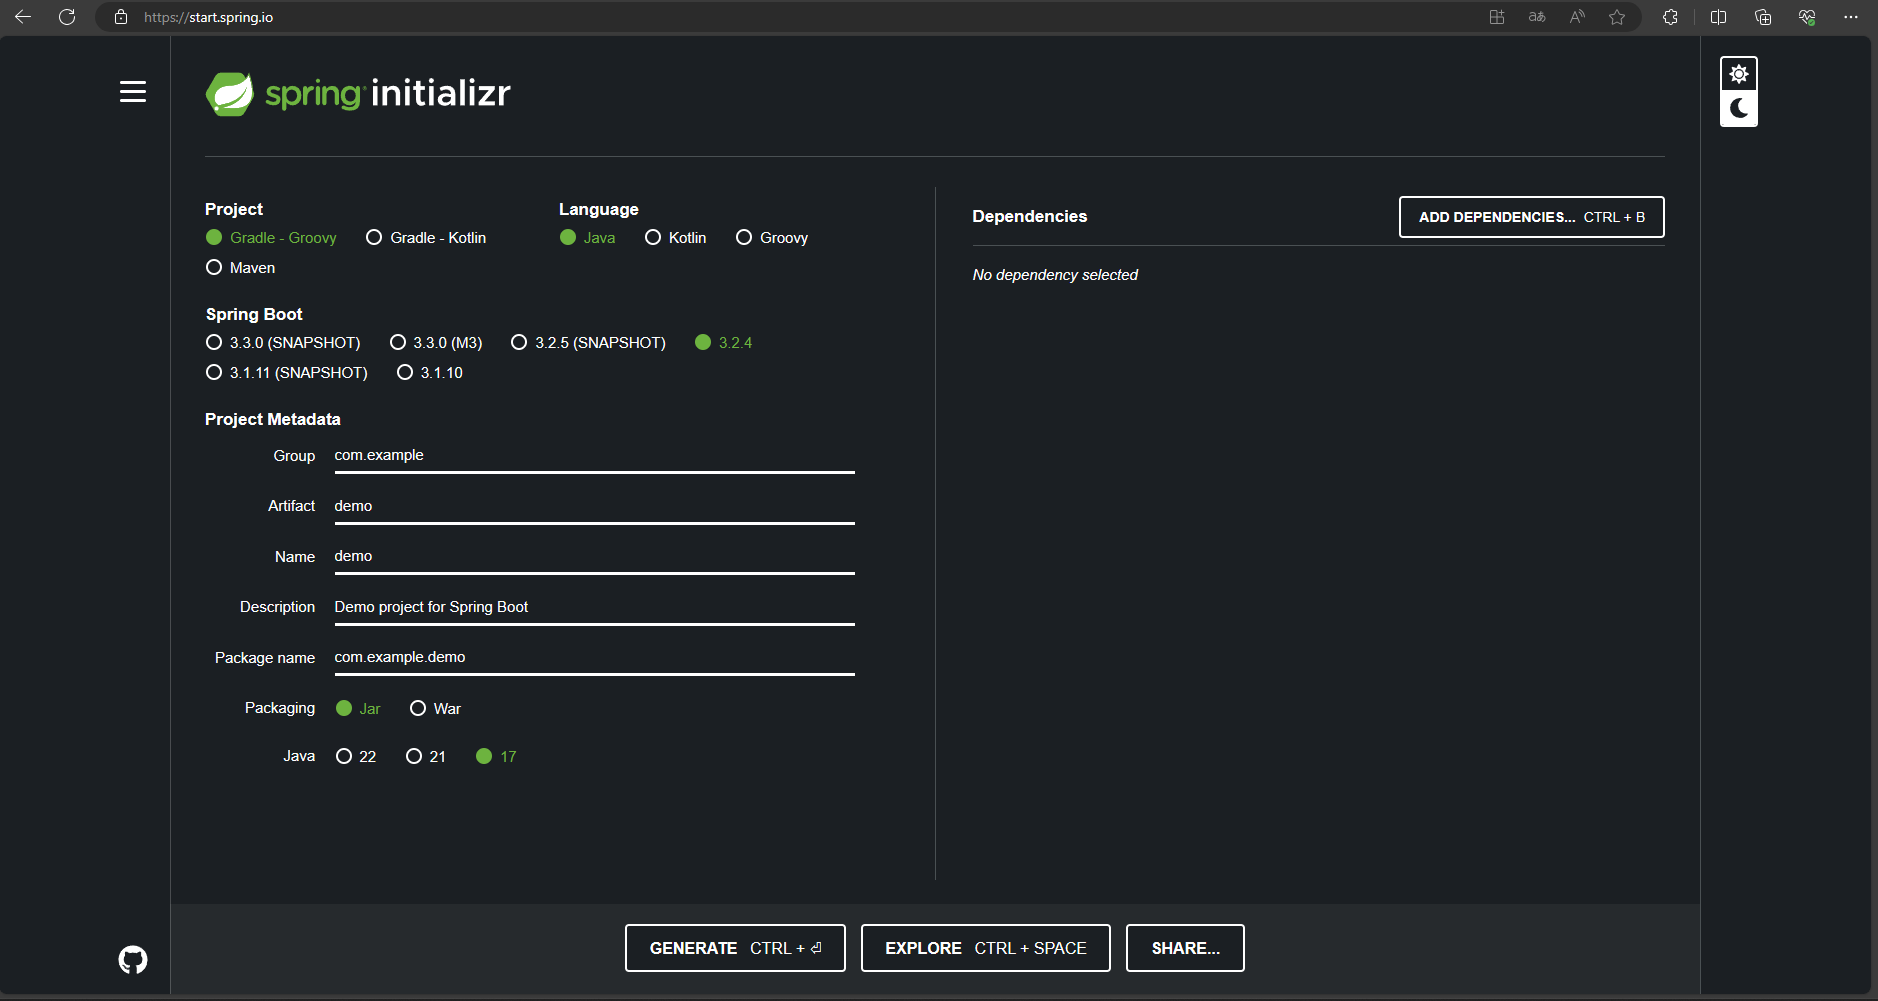 https://start.spring.io
spring initializr
Project
Gradle - Groovy Gradle - Kotlin
Maven
Language
Java Kotlin Groovy
Spring Boot
3.3.0 (SNAPSHOT) 3.3.0 (M3) 3.2.5 (SNAPSHOT) 3.2.4
3.1.11 (SNAPSHOT) 3.1.10
Project Metadata
Group com.example
Artifact demo
Name demo
Description Demo project for Spring Boot
Package name com.example.demo
Packaging Jar War
Java 22 21 17
Dependencies
ADD DEPENDENCIES... CTRL + B
No dependency selected
GENERATE CTRL + ⏎
EXPLORE CTRL + SPACE
SHARE...